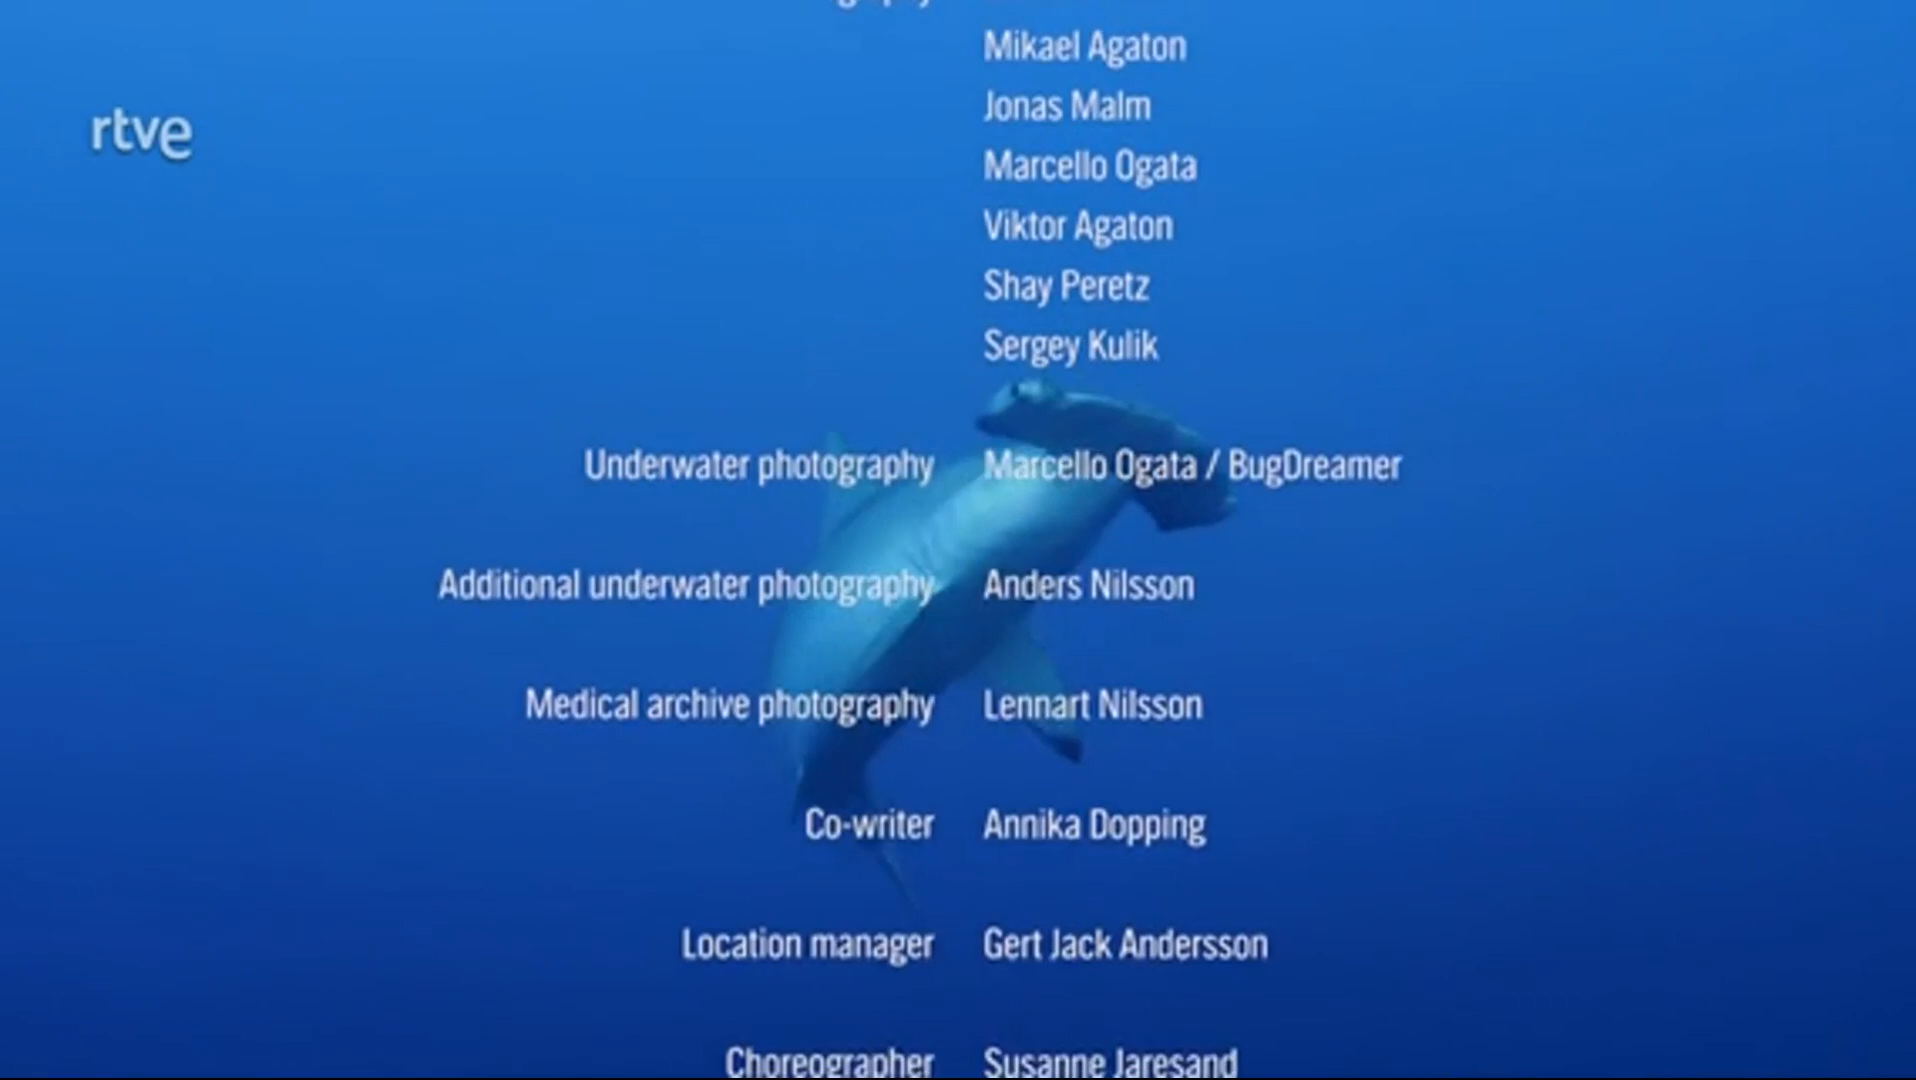 rtve
Mikael Agaton
Jonas Malm
Marcello Ogata
Viktor Agaton
Shay Peretz
Sergey Kulik
Underwater photography Marcello Ogata / BugDreamer
Additional underwater photography Anders Nilsson
Medical archive photography Lennart Nilsson
Co-writer Annika Dopping
Location manager Gert Jack Andersson
Choreographer Susanne Jaresand